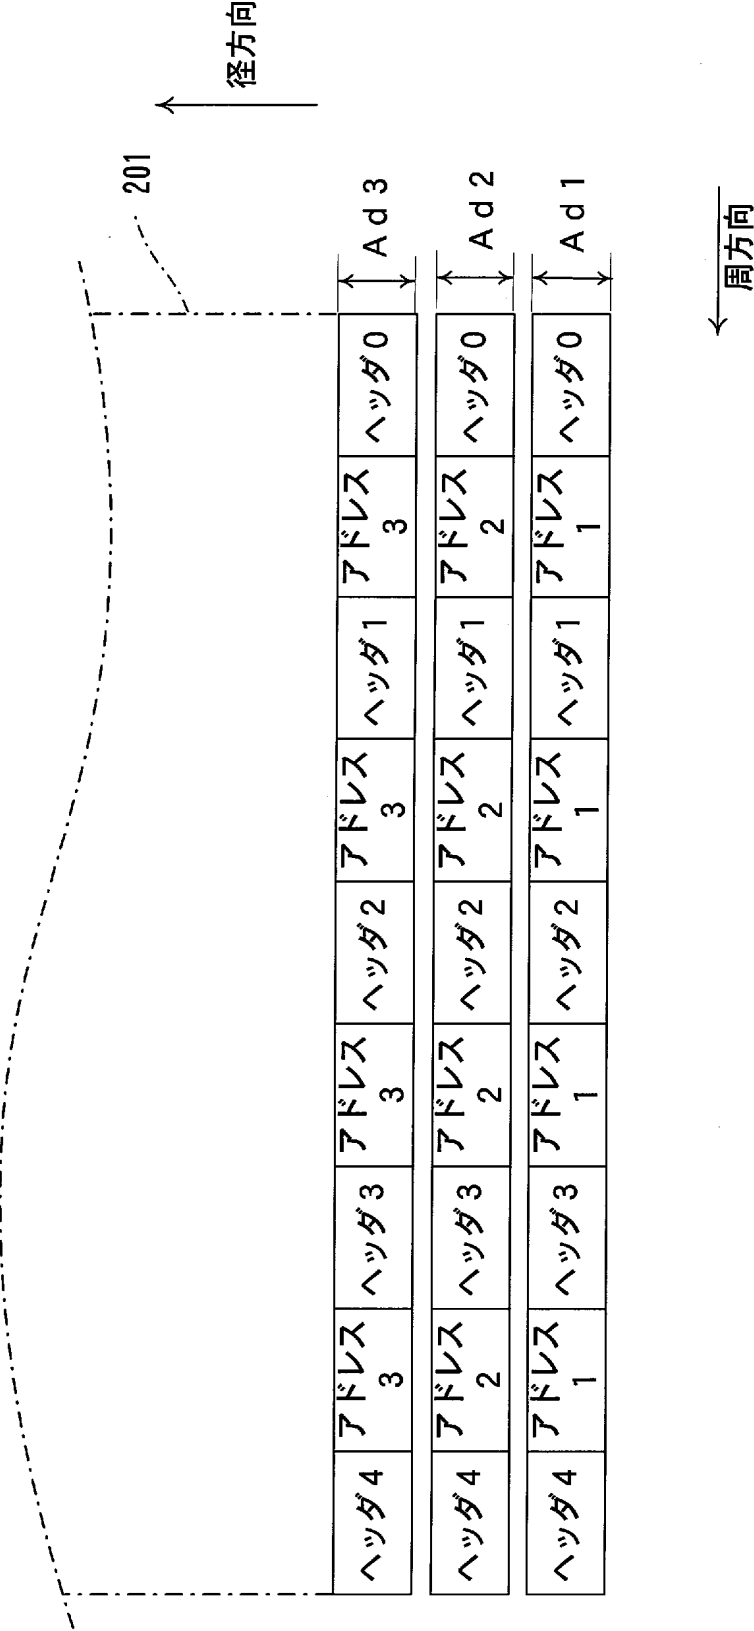 201
径方向
ヘッダ4
アドレス
3
ヘッダ3
アドレス
3
ヘッダ2
アドレス
3
ヘッダ1
アドレス
3
ヘッダ0
Ad3
ヘッダ4
アドレス
2
ヘッダ3
アドレス
2
ヘッダ2
アドレス
2
ヘッダ1
アドレス
2
ヘッダ0
Ad2
ヘッダ4
アドレス
1
ヘッダ3
アドレス
1
ヘッダ2
アドレス
1
ヘッダ1
アドレス
1
ヘッダ0
Ad1
周方向